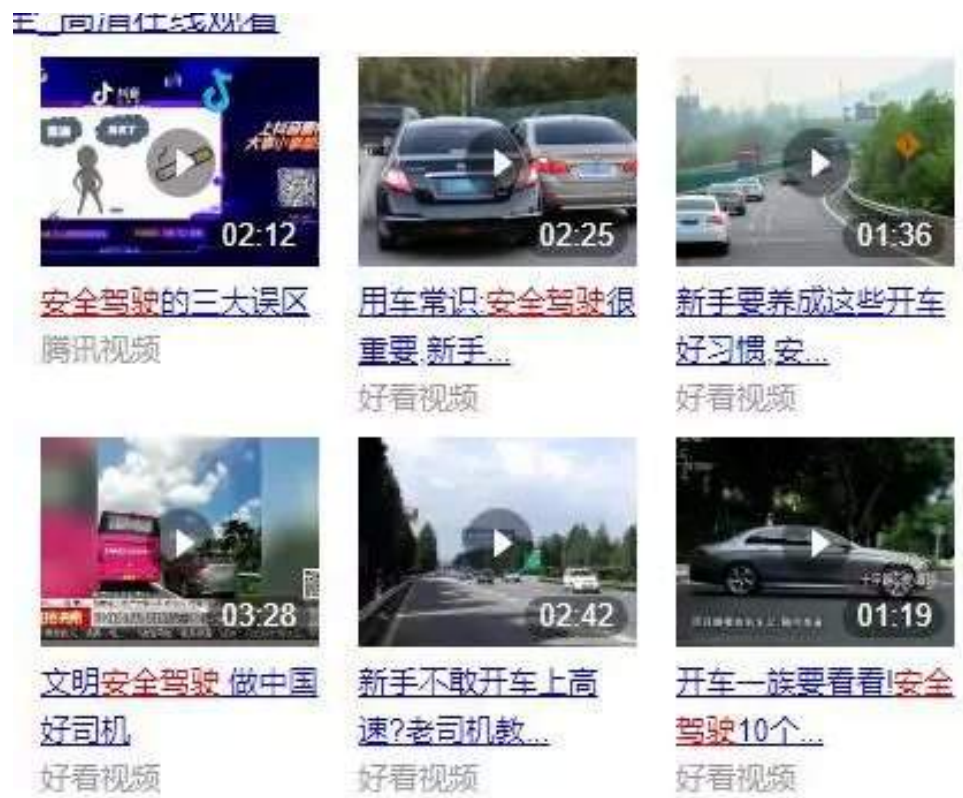 全_高清在线观看
抖音
02:12
02:25
01:36
安全驾驶的三大误区
用车常识:安全驾驶很
新手要养成这些开车
重要,新手...
好习惯,安...
腾讯视频
好看视频
好看视频
03:28
02:42
01:19
文明安全驾驶 做中国
新手不敢开车上高
开车一族要看看!安全
好司机
速?老司机教...
驾驶10个...
好看视频
好看视频
好看视频